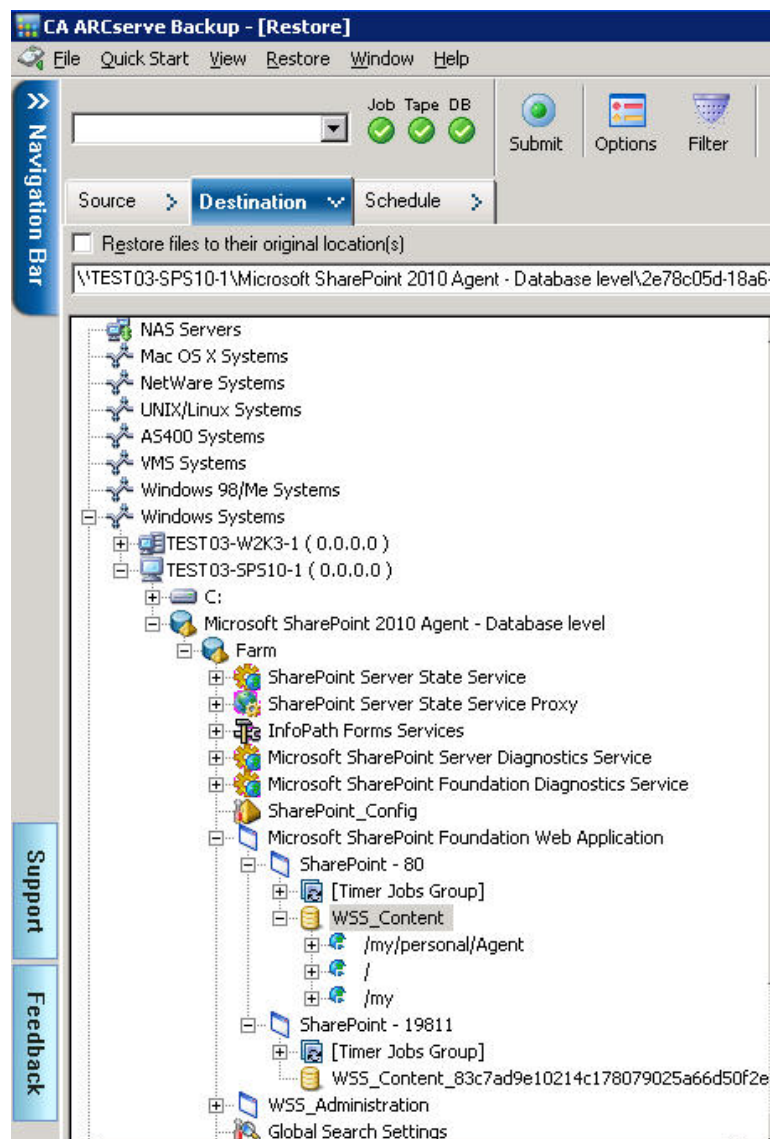 CA ARCserve Backup - [Restore]
File Quick Start View Restore Window Help
Navigation Bar
Job Tape DB
Submit Options Filter
Source Destination Schedule
Restore files to their original location(s)
\\TEST03-SPS10-1\Microsoft SharePoint 2010 Agent - Database level\2e78c05d-18a6-
NAS Servers
Mac OS X Systems
NetWare Systems
UNIX/Linux Systems
AS400 Systems
VMS Systems
Windows 98/Me Systems
Windows Systems
TEST03-W2K3-1 ( 0.0.0.0 )
TEST03-SPS10-1 ( 0.0.0.0 )
C:
Microsoft SharePoint 2010 Agent - Database level
Farm
SharePoint Server State Service
SharePoint Server State Service Proxy
InfoPath Forms Services
Microsoft SharePoint Server Diagnostics Service
Microsoft SharePoint Foundation Diagnostics Service
SharePoint_Config
Microsoft SharePoint Foundation Web Application
SharePoint - 80
[Timer Jobs Group]
WSS_Content
/my/personal/Agent
/
/my
SharePoint - 19811
[Timer Jobs Group]
WSS_Content_83c7ad9e10214c178079025a66d50f2e
WSS_Administration
Global Search Settings
Support
Feedback